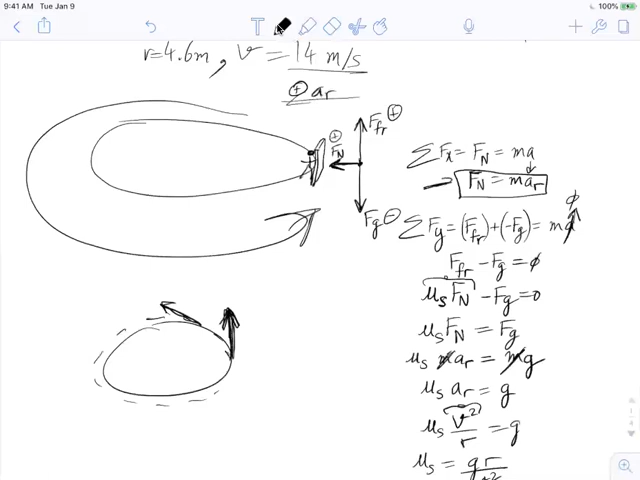 9:41 AM Tue Jan 9
100%
r=4.6m, v = 14 m/s
⊕ ar
Ffr ⊕
⊕
FN
Fg ⊖
ΣFx = FN = ma
FN = mar
ϕ
ΣFy = (Ffr)+(-Fg) = ma
Ffr - Fg = ϕ
μs FN - Fg = 0
μs FN = Fg
μs mar = mg
μs ar = g
μs v²/r = g
μs = gr/v²